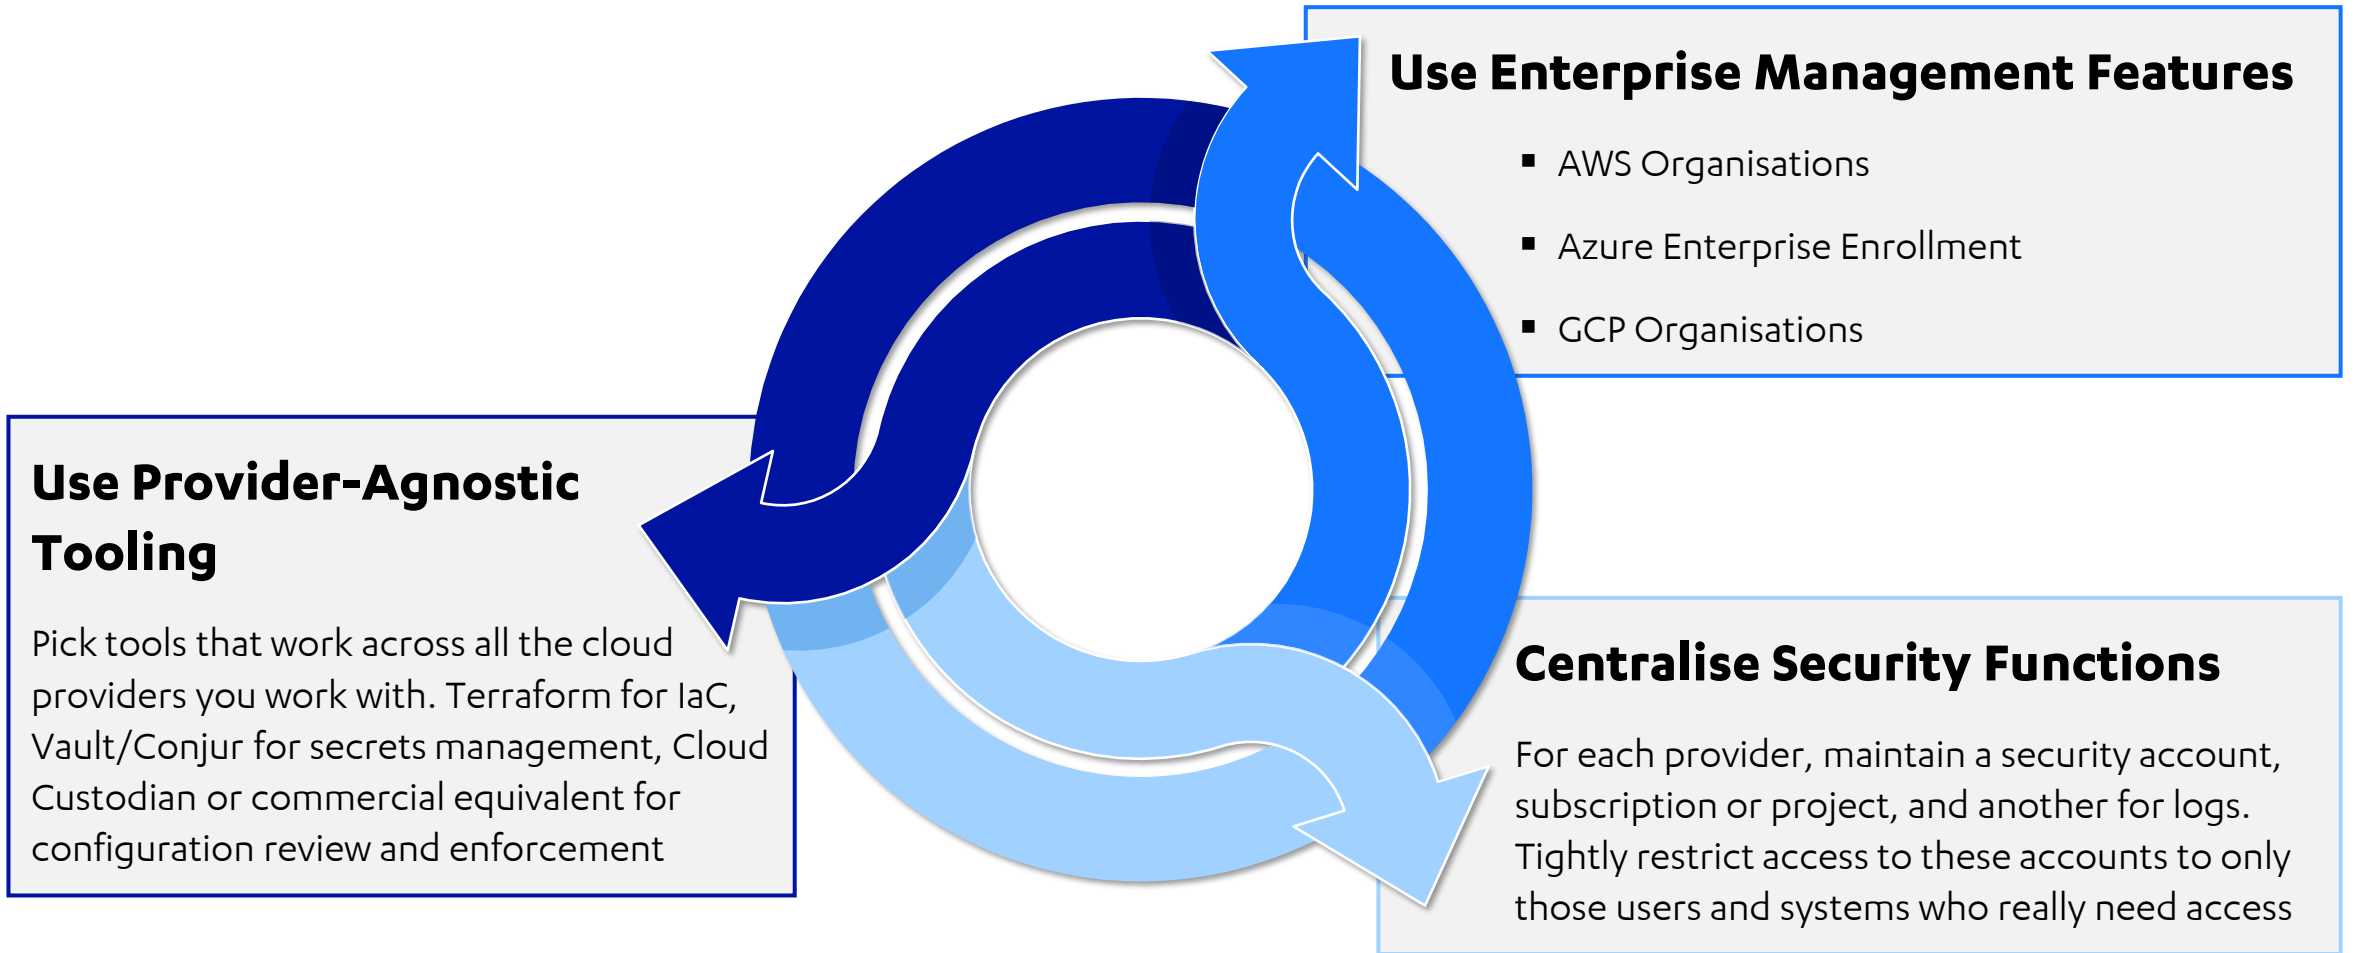 Use Enterprise Management Features
▪ AWS Organisations
▪ Azure Enterprise Enrollment
▪ GCP Organisations
Use Provider-Agnostic
Tooling
Pick tools that work across all the cloud
providers you work with. Terraform for IaC,
Vault/Conjur for secrets management, Cloud
Custodian or commercial equivalent for
configuration review and enforcement
Centralise Security Functions
For each provider, maintain a security account,
subscription or project, and another for logs.
Tightly restrict access to these accounts to only
those users and systems who really need access